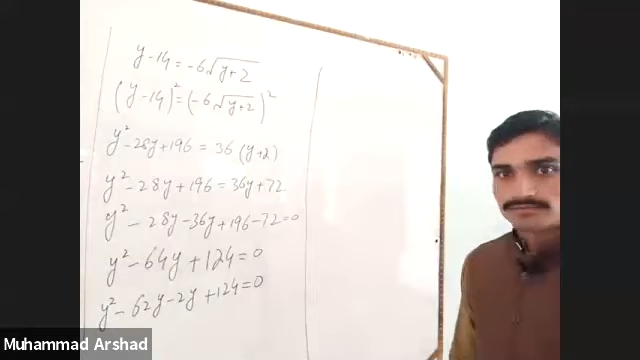 y-14 = -6√(y+2)
(y-14)² = (-6√(y+2))²
y²-28y+196 = 36(y+2)
y²-28y+196 = 36y+72
y²-28y-36y+196-72=0
y²-64y+124=0
y²-62y-2y+124=0
Muhammad Arshad